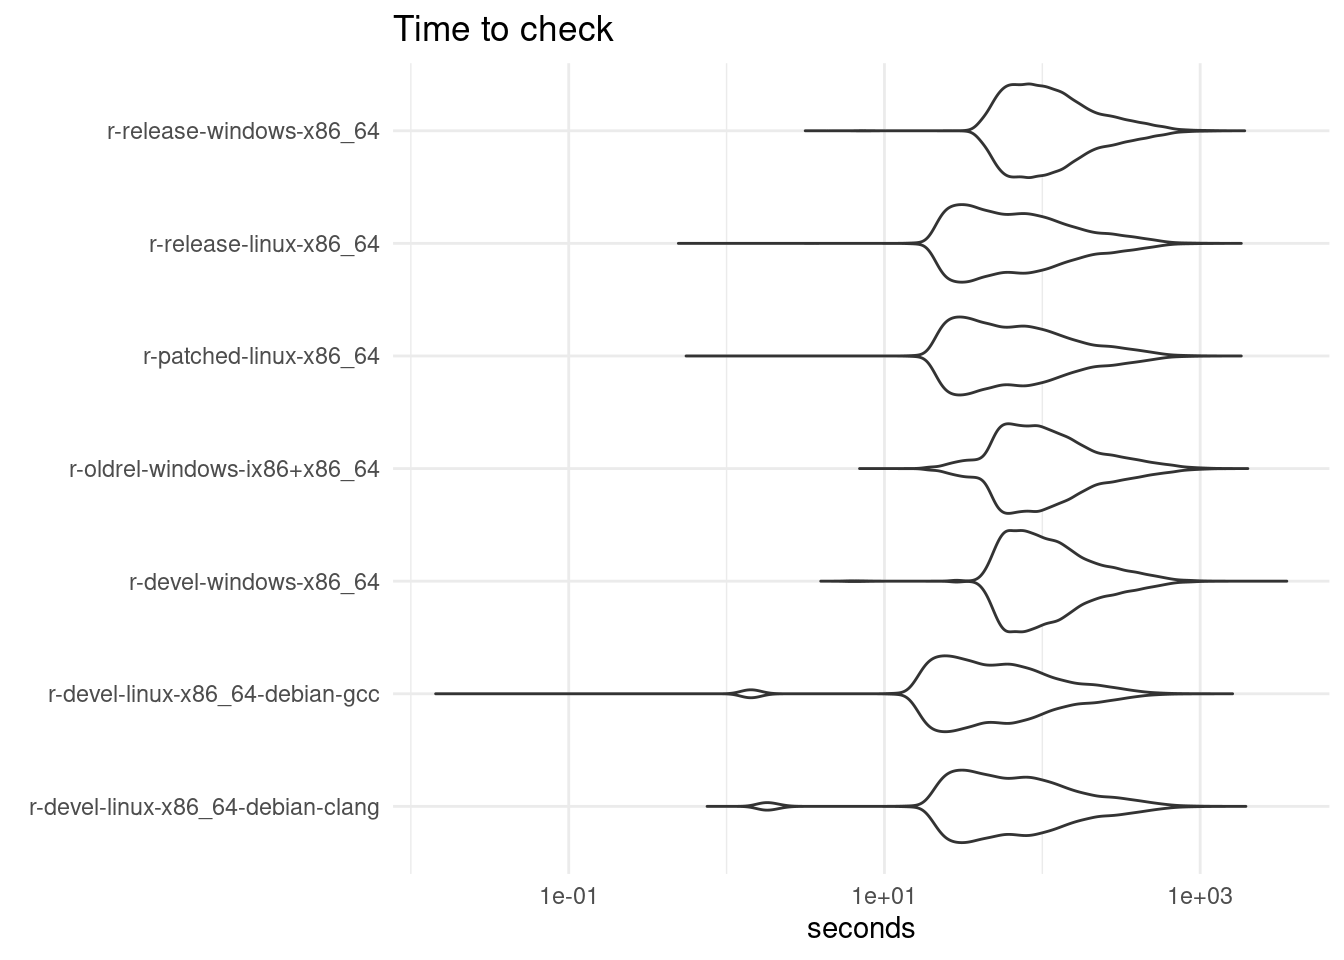 Time to check
r-release-windows-x86_64
r-release-linux-x86_64
r-patched-linux-x86_64
r-oldrel-windows-ix86+x86_64
r-devel-windows-x86_64
r-devel-linux-x86_64-debian-gcc
r-devel-linux-x86_64-debian-clang
1e-01 1e+01 1e+03
seconds